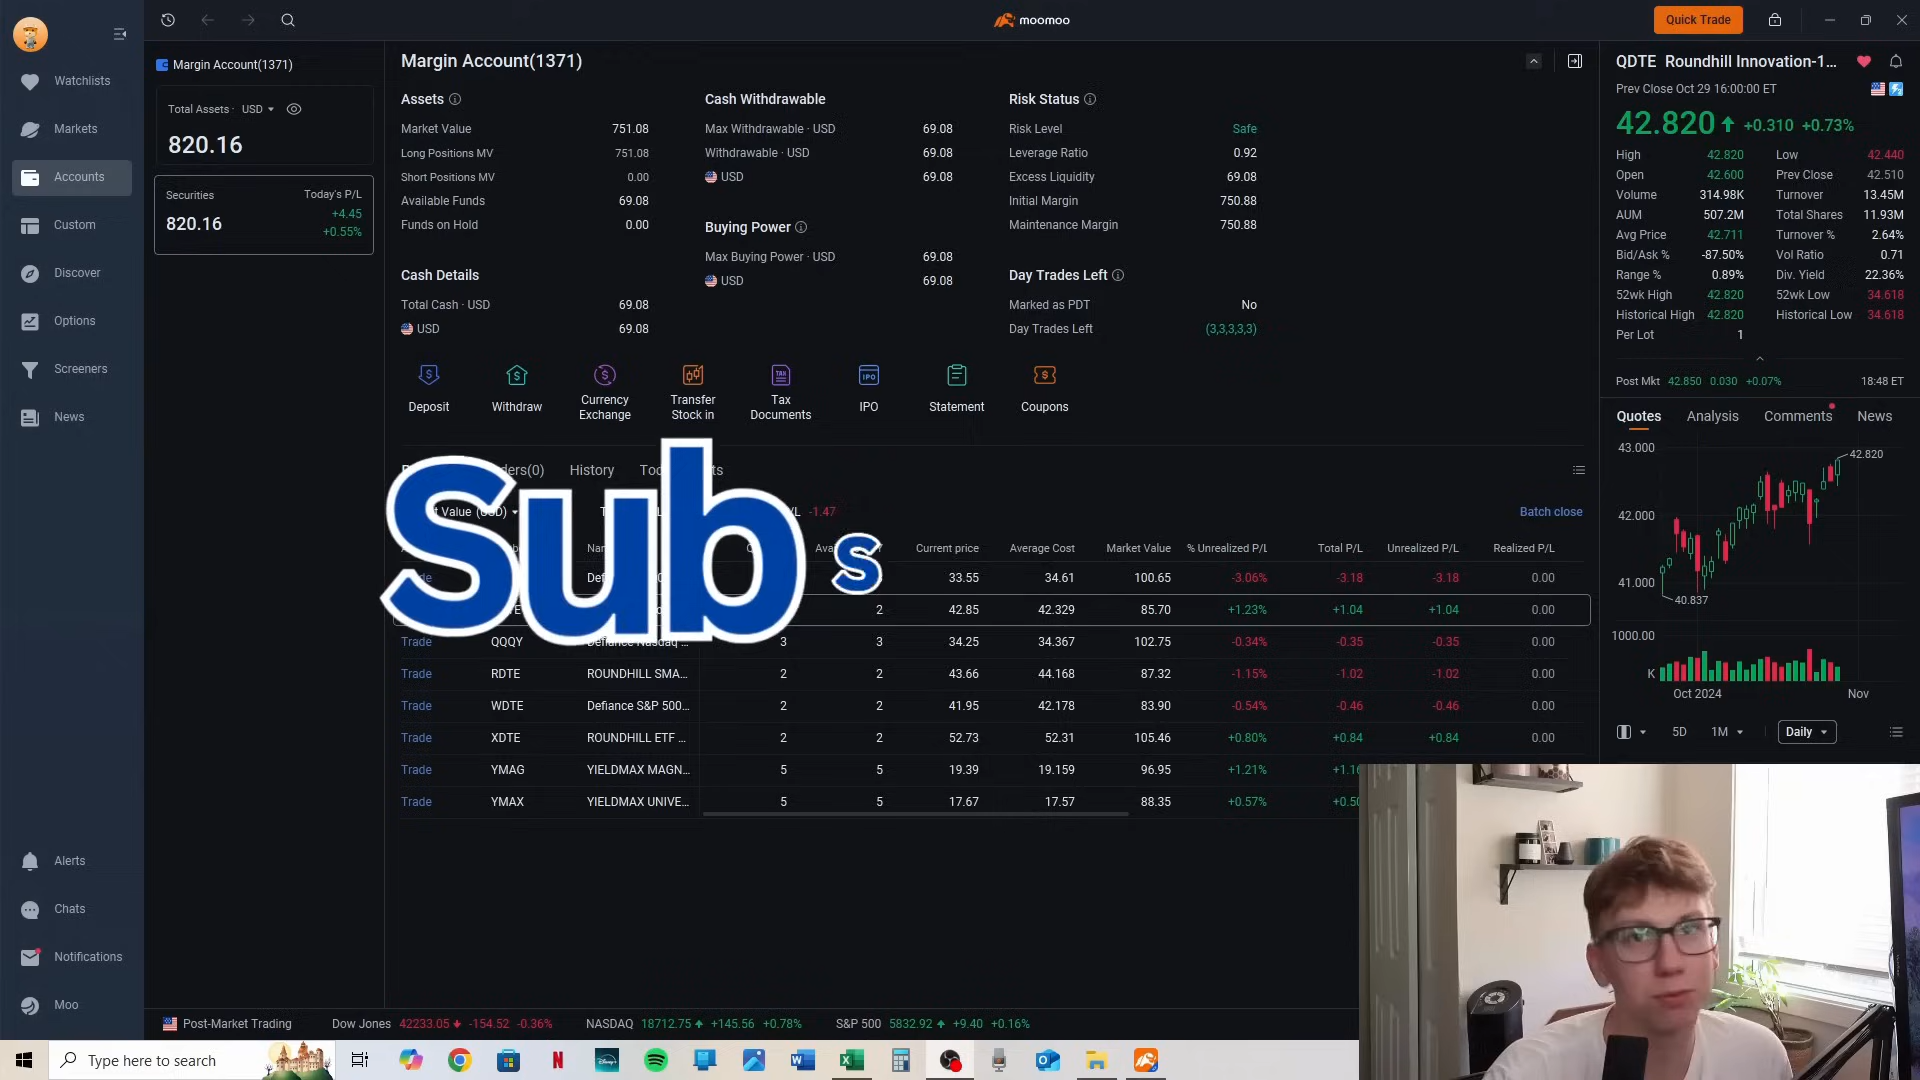 moomoo
Quick Trade
Watchlists
Markets
Accounts
Custom
Discover
Options
Screeners
News
Alerts
Chats
Notifications
Moo
Margin Account(1371)
Total Assets · USD
820.16
Securities Today's P/L
820.16 +4.45
+0.55%
Margin Account(1371)
Assets
Market Value 751.08
Long Positions MV 751.08
Short Positions MV 0.00
Available Funds 69.08
Funds on Hold 0.00
Cash Details
Total Cash · USD 69.08
USD 69.08
Cash Withdrawable
Max Withdrawable · USD 69.08
Withdrawable · USD 69.08
USD 69.08
Buying Power
Max Buying Power · USD 69.08
USD 69.08
Risk Status
Risk Level Safe
Leverage Ratio 0.92
Excess Liquidity 69.08
Initial Margin 750.88
Maintenance Margin 750.88
Day Trades Left
Marked as PDT No
Day Trades Left (3,3,3,3,3)
Deposit
Withdraw
Currency Exchange
Transfer Stock in
Tax Documents
IPO
Statement
Coupons
History
Sub s
Value (USD) P/L -1.47 Batch close
Current price Average Cost Market Value % Unrealized P/L Total P/L Unrealized P/L Realized P/L
33.55 34.61 100.65 -3.06% -3.18 -3.18 0.00
2 42.85 42.329 85.70 +1.23% +1.04 +1.04 0.00
Trade QQQY Defiance Nasdaq ... 3 3 34.25 34.367 102.75 -0.34% -0.35 -0.35 0.00
Trade RDTE ROUNDHILL SMA... 2 2 43.66 44.168 87.32 -1.15% -1.02 -1.02 0.00
Trade WDTE Defiance S&P 500... 2 2 41.95 42.178 83.90 -0.54% -0.46 -0.46 0.00
Trade XDTE ROUNDHILL ETF ... 2 2 52.73 52.31 105.46 +0.80% +0.84 +0.84 0.00
Trade YMAG YIELDMAX MAGN... 5 5 19.39 19.159 96.95 +1.21%
Trade YMAX YIELDMAX UNIVE... 5 5 17.67 17.57 88.35 +0.57%
QDTE Roundhill Innovation-1...
Prev Close Oct 29 16:00:00 ET
42.820 +0.310 +0.73%
High 42.820 Low 42.440
Open 42.600 Prev Close 42.510
Volume 314.98K Turnover 13.45M
AUM 507.2M Total Shares 11.93M
Avg Price 42.711 Turnover % 2.64%
Bid/Ask % -87.50% Vol Ratio 0.71
Range % 0.89% Div. Yield 22.36%
52wk High 42.820 52wk Low 34.618
Historical High 42.820 Historical Low 34.618
Per Lot 1
Post Mkt 42.850 0.030 +0.07% 18:48 ET
Quotes Analysis Comments News
43.000
42.820
42.000
41.000
40.837
1000.00
K
Oct 2024 Nov
5D 1M Daily
Post-Market Trading Dow Jones 42233.05 -154.52 -0.36% NASDAQ 18712.75 +145.56 +0.78% S&P 500 5832.92 +9.40 +0.16%
Type here to search